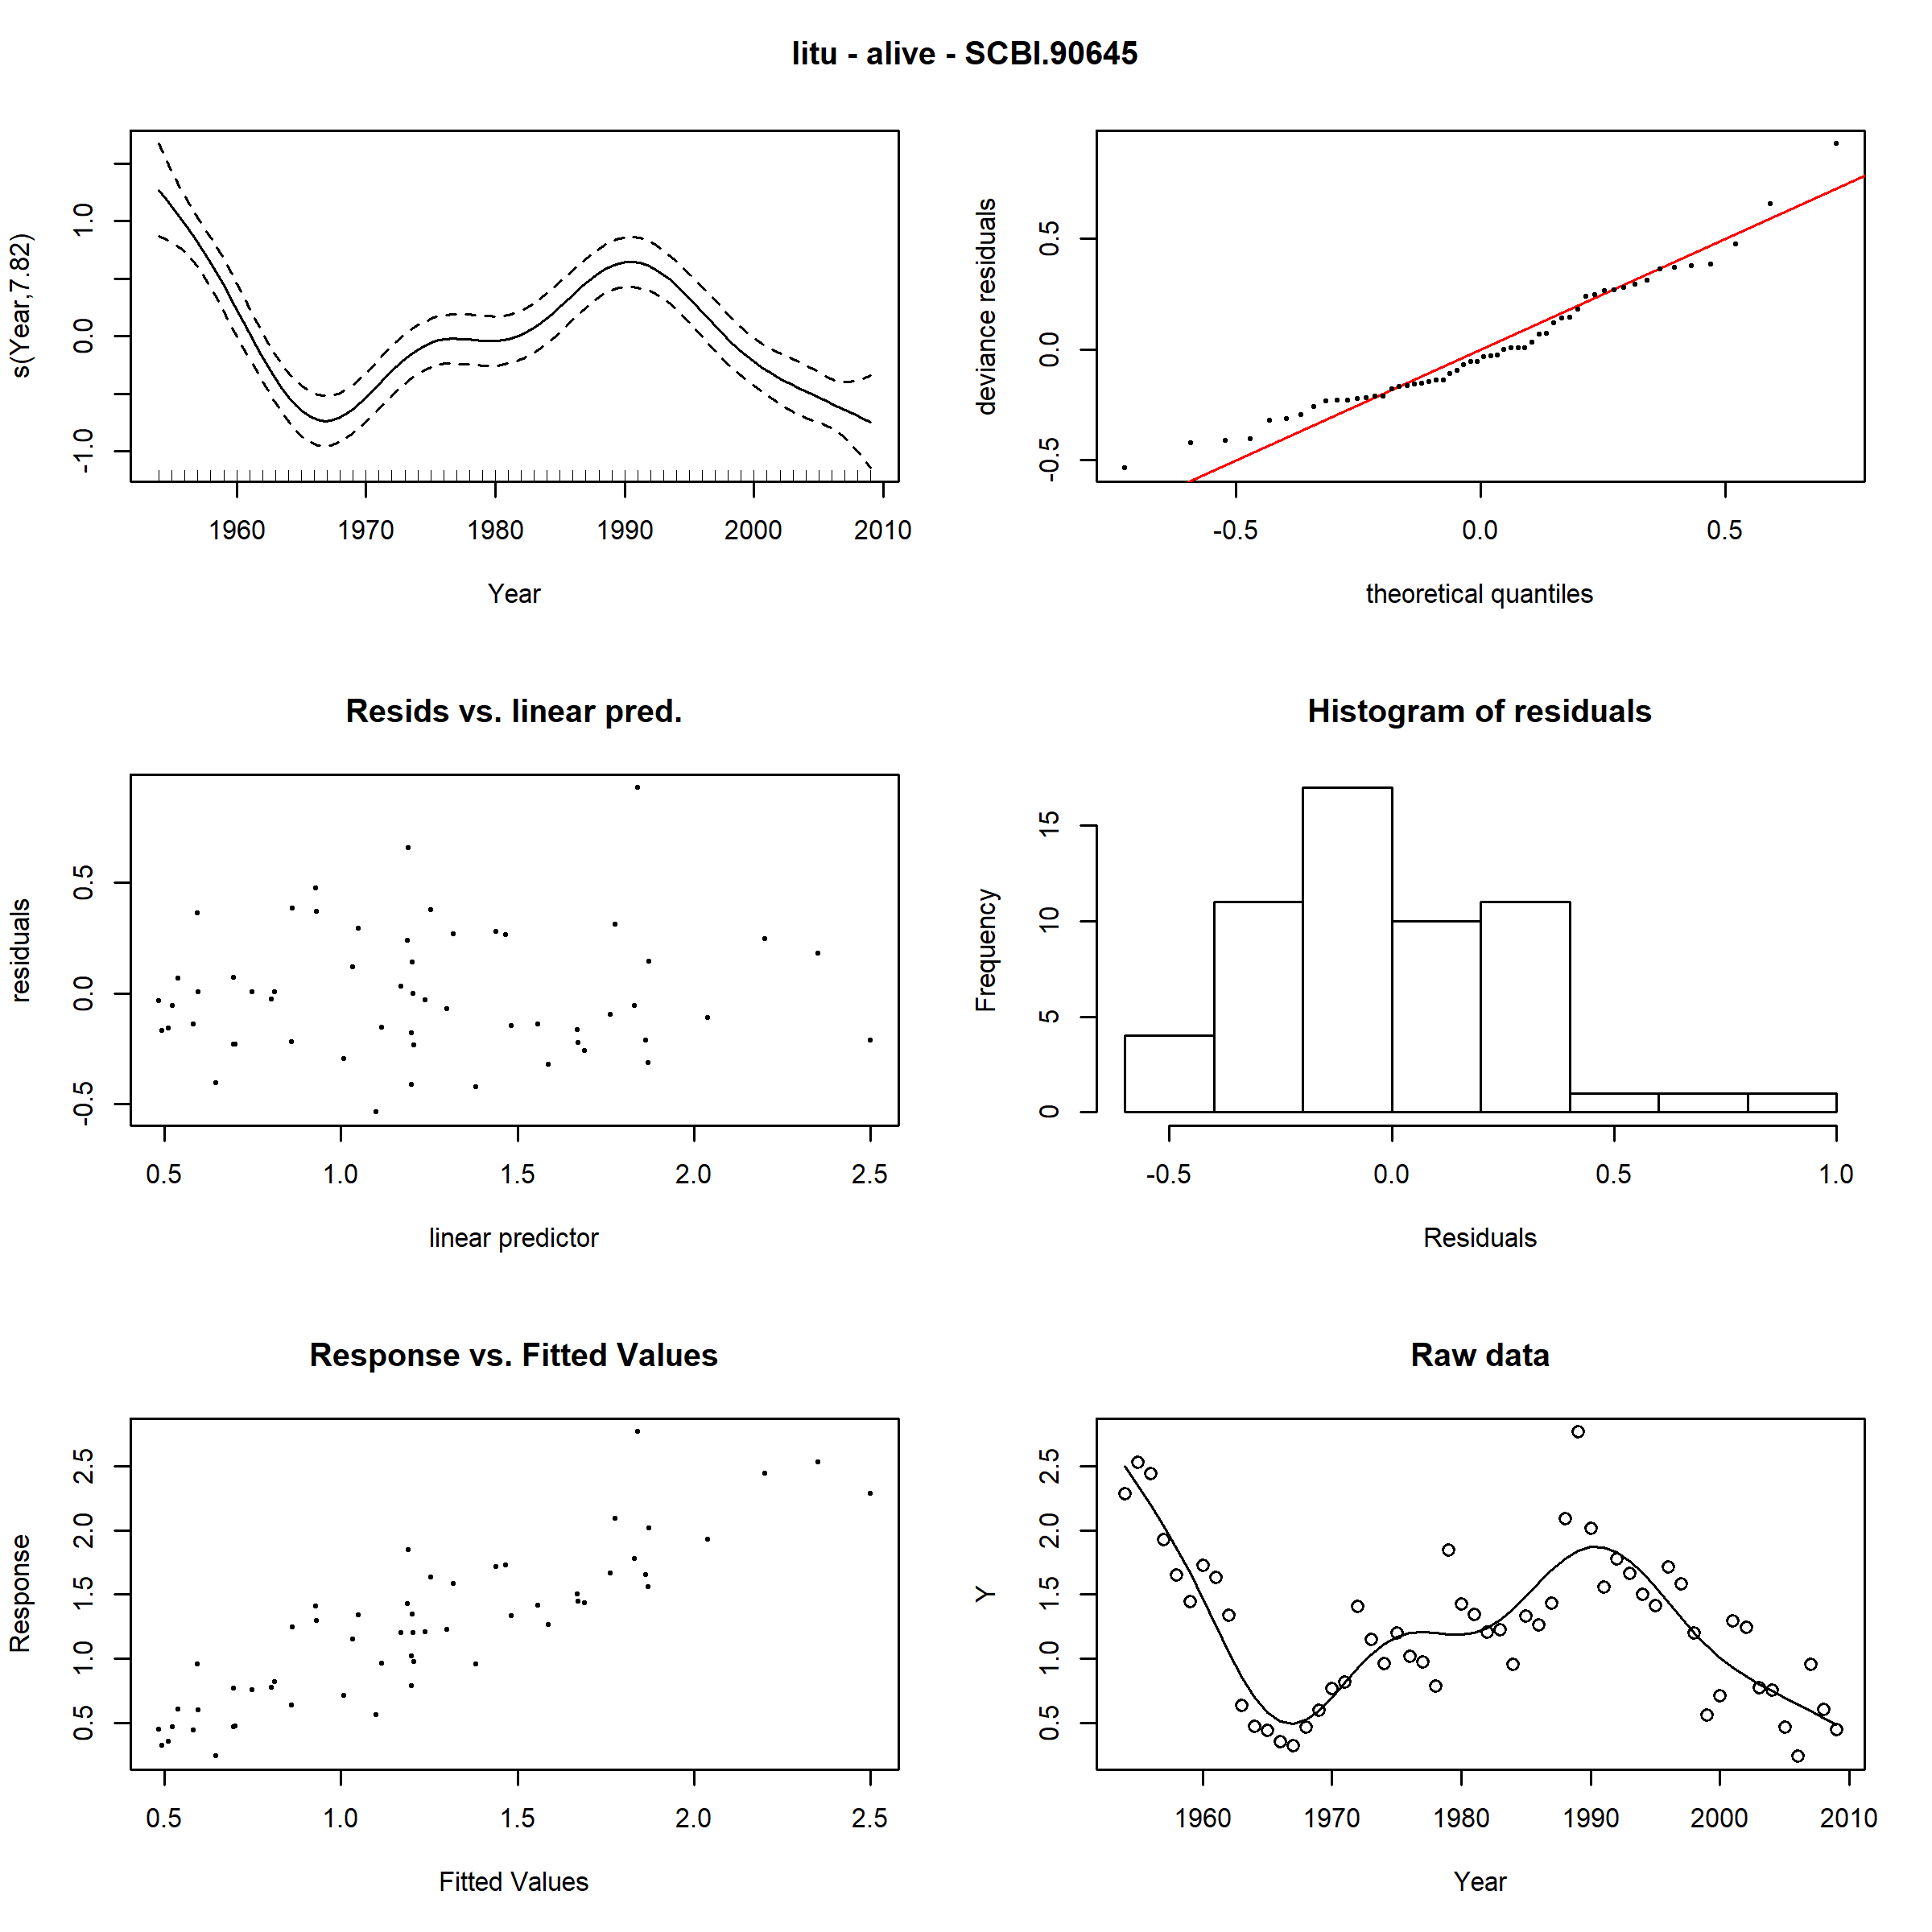 litu - alive - SCBI.90645
s(Year,7.82)
-1.0 0.0 1.0
1960 1970 1980 1990 2000 2010
Year
deviance residuals
-0.5 0.0 0.5
-0.5 0.0 0.5
theoretical quantiles
Resids vs. linear pred.
residuals
-0.5 0.0 0.5
0.5 1.0 1.5 2.0 2.5
linear predictor
Histogram of residuals
Frequency
0 5 10 15
-0.5 0.0 0.5 1.0
Residuals
Response vs. Fitted Values
Response
0.5 1.0 1.5 2.0 2.5
0.5 1.0 1.5 2.0 2.5
Fitted Values
Raw data
Y
0.5 1.0 1.5 2.0 2.5
1960 1970 1980 1990 2000 2010
Year